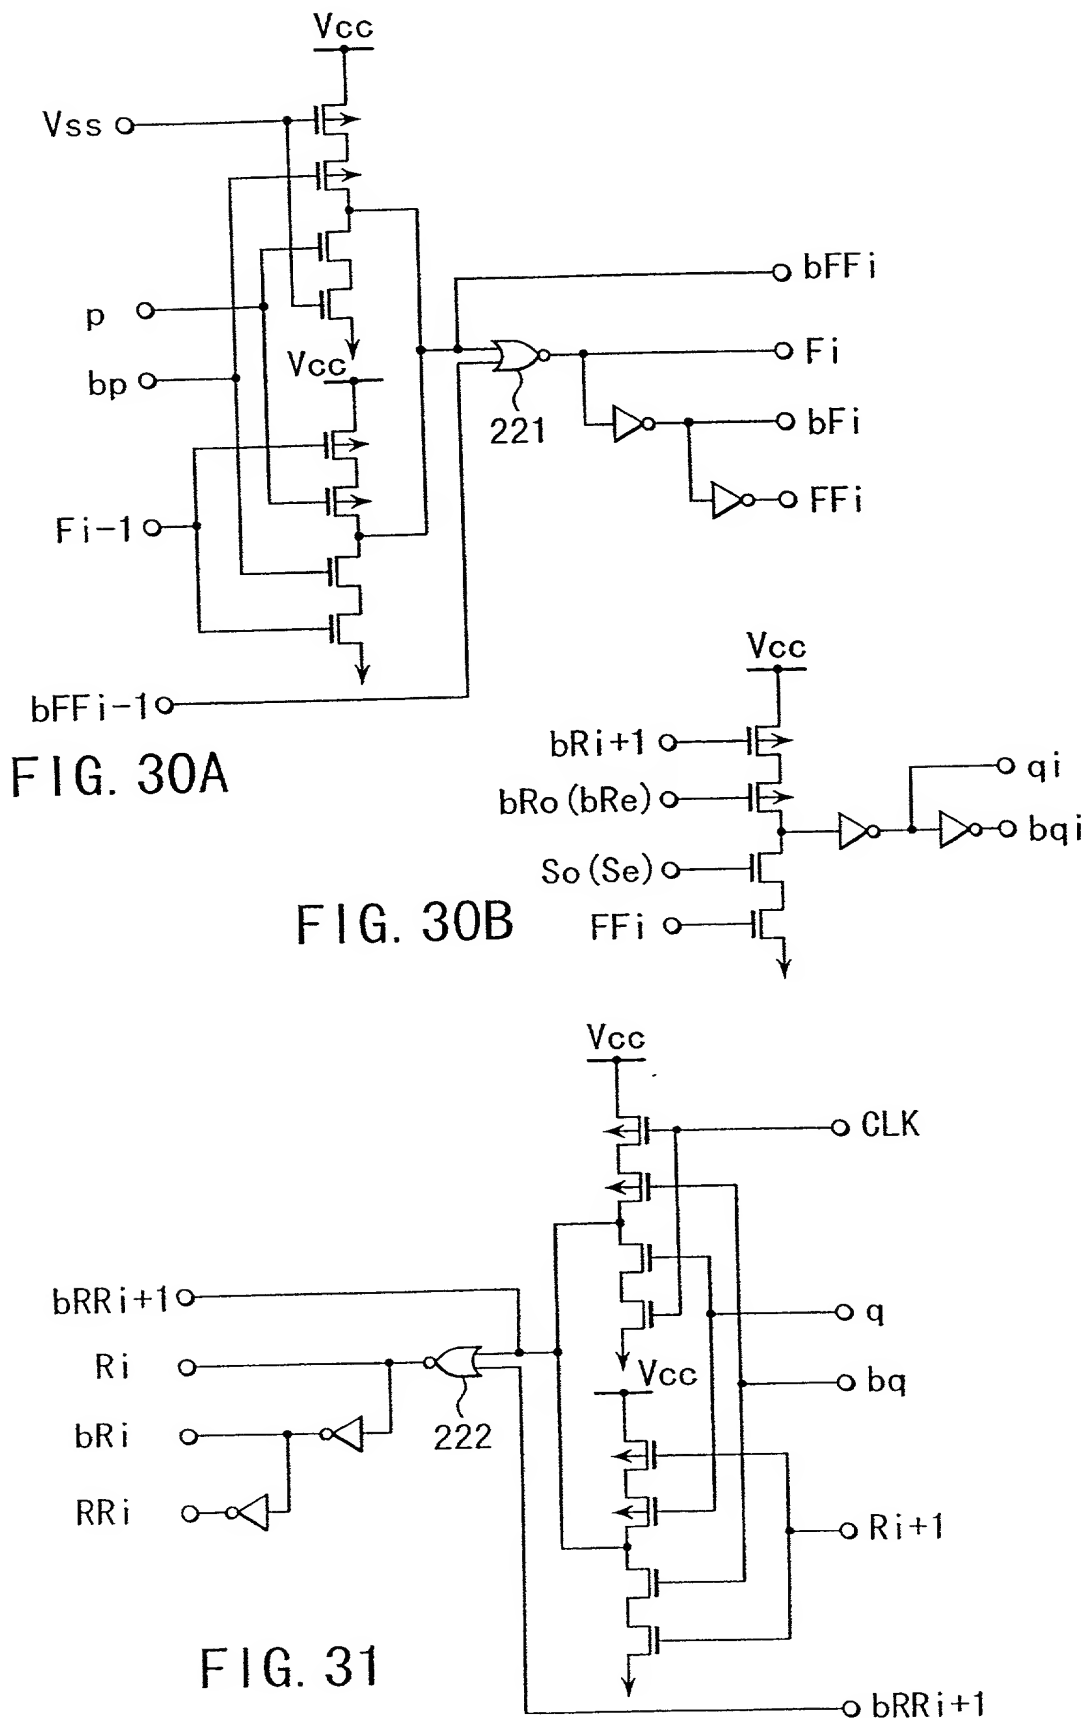 Vcc
Vss
p
bp
Fi-1
bFFi-1
Vcc
221
bFFi
Fi
bFi
FFi
FIG. 30A
Vcc
bRi+1
bRo(bRe)
So(Se)
FFi
qi
bqi
FIG. 30B
Vcc
CLK
q
bq
Vcc
Ri+1
bRRi+1
bRRi+1
Ri
bRi
RRi
222
FIG. 31